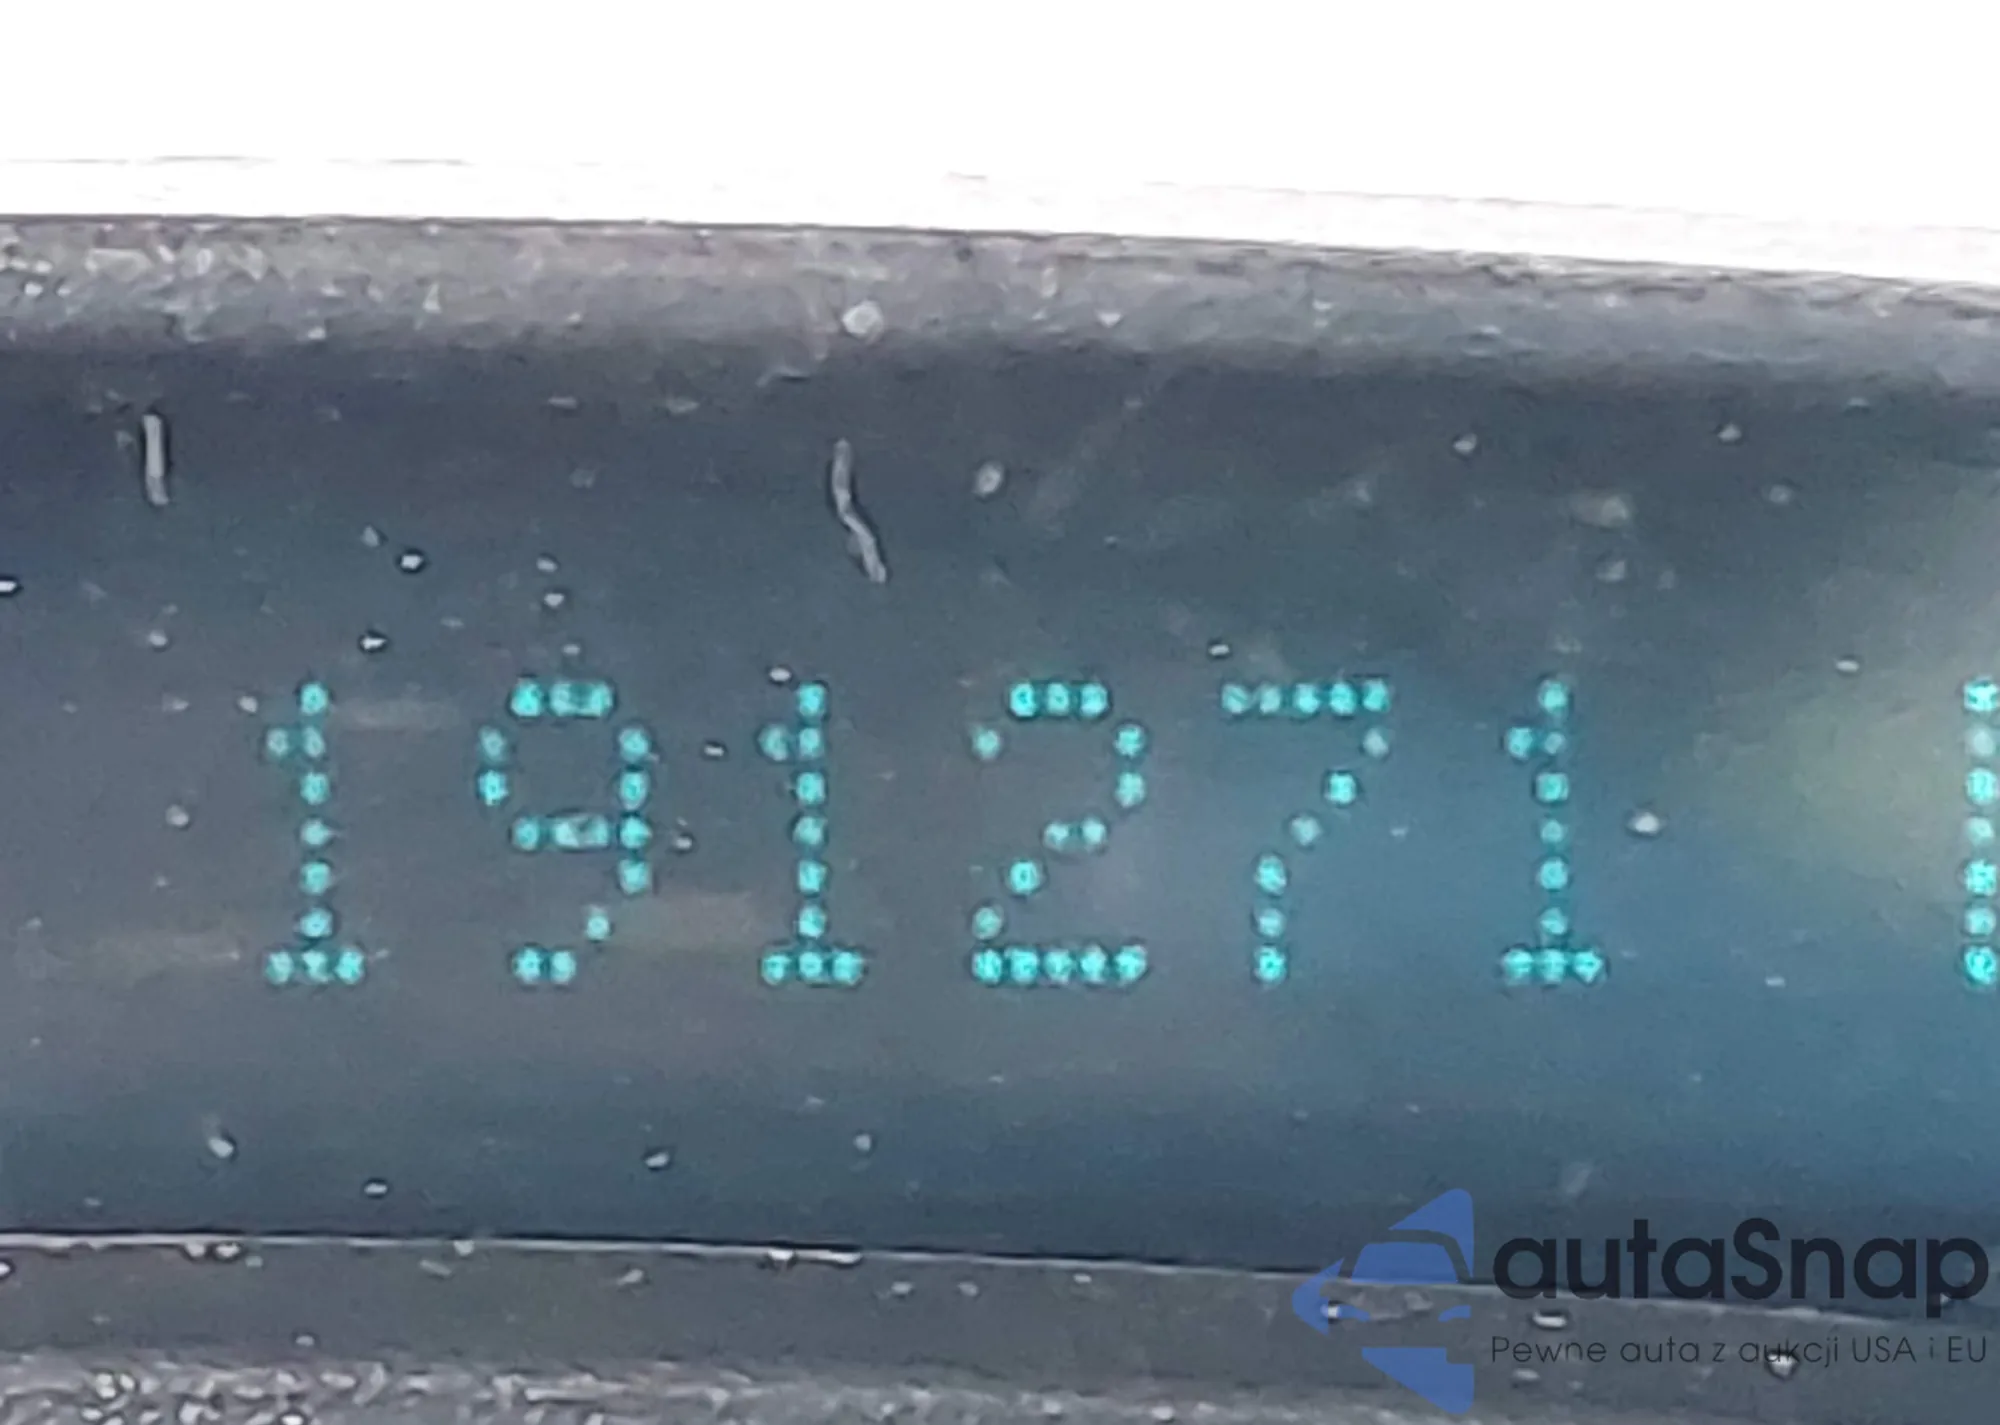 191271
autaSnap
Pewne auta z aukcji USA i EU